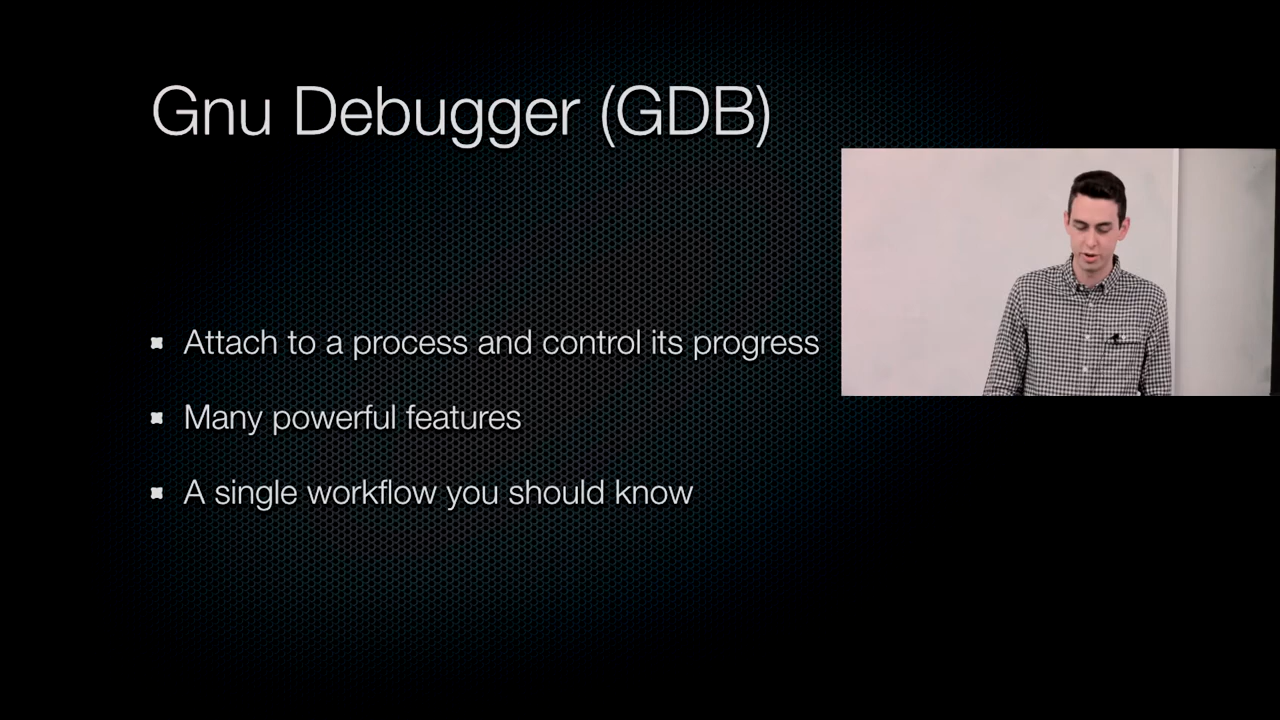 Gnu Debugger (GDB)
Attach to a process and control its progress
Many powerful features
A single workflow you should know